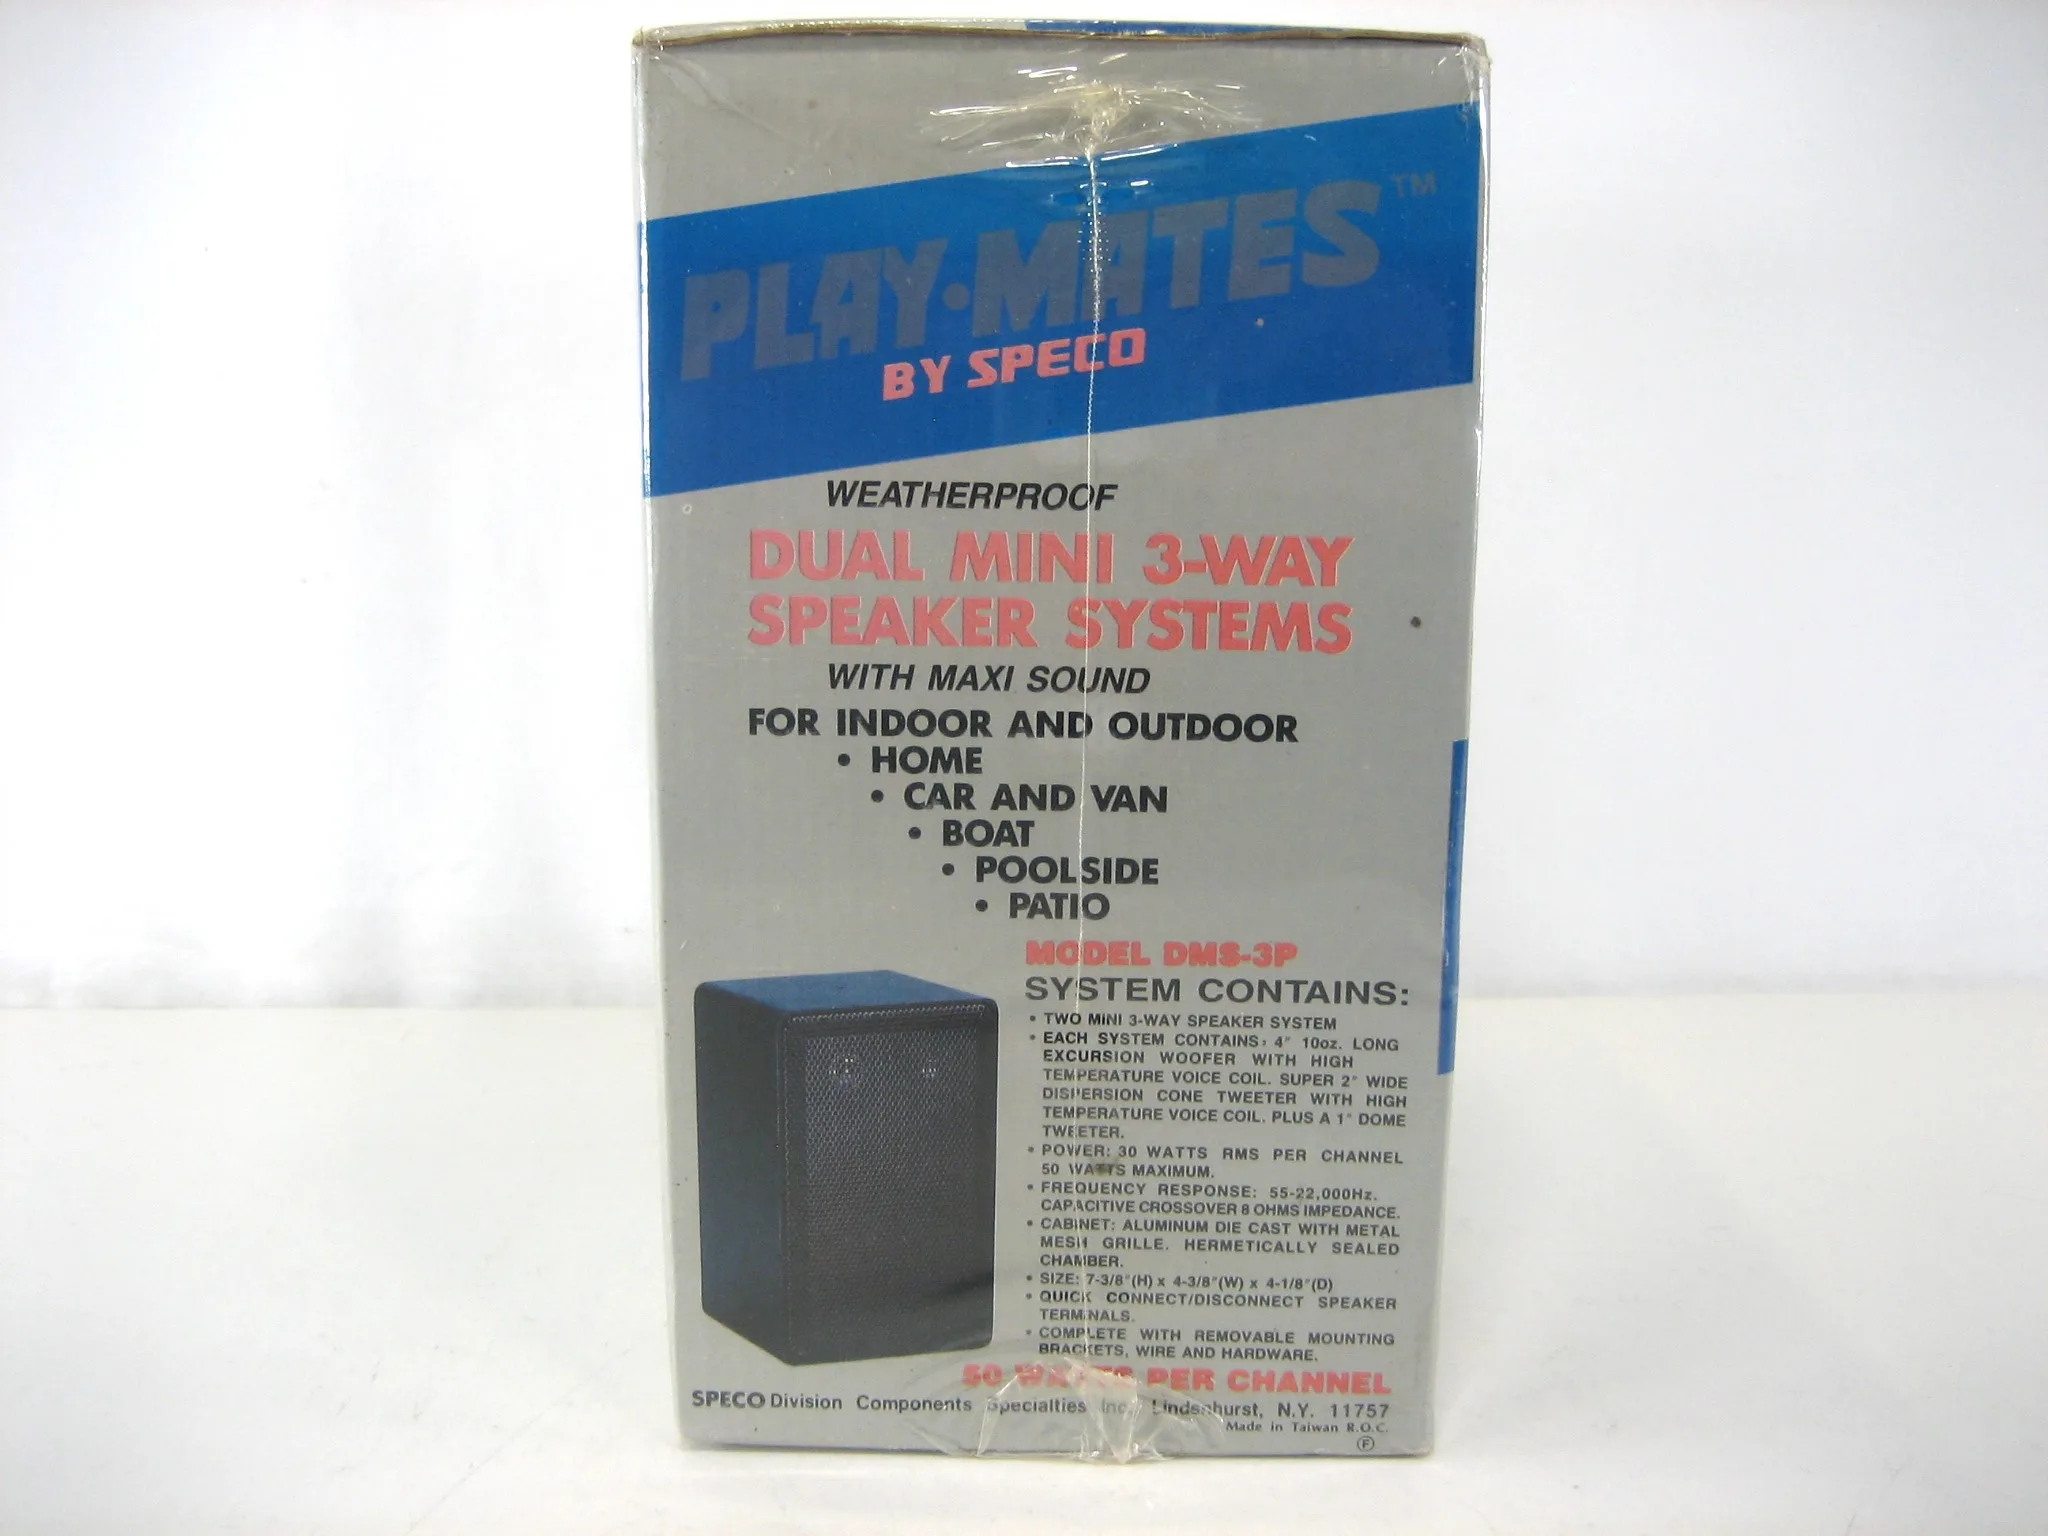 PLAY•MATES™
BY SPECO
WEATHERPROOF
DUAL MINI 3-WAY
SPEAKER SYSTEMS
WITH MAXI SOUND
FOR INDOOR AND OUTDOOR
• HOME
• CAR AND VAN
• BOAT
• POOLSIDE
• PATIO
MODEL DMS-3P
SYSTEM CONTAINS:
• TWO MINI 3-WAY SPEAKER SYSTEM
• EACH SYSTEM CONTAINS: 4" 10oz. LONG
EXCURSION WOOFER WITH HIGH
TEMPERATURE VOICE COIL. SUPER 2" WIDE
DISPERSION CONE TWEETER WITH HIGH
TEMPERATURE VOICE COIL. PLUS A 1" DOME
TWEETER.
• POWER: 30 WATTS RMS PER CHANNEL
50 WATTS MAXIMUM.
• FREQUENCY RESPONSE: 55-22,000Hz.
CAPACITIVE CROSSOVER 8 OHMS IMPEDANCE.
• CABINET: ALUMINUM DIE CAST WITH METAL
MESH GRILLE. HERMETICALLY SEALED
CHAMBER.
• SIZE: 7-3/8"(H) x 4-3/8"(W) x 4-1/8"(D)
• QUICK CONNECT/DISCONNECT SPEAKER
TERMINALS.
• COMPLETE WITH REMOVABLE MOUNTING
BRACKETS, WIRE AND HARDWARE.
50 WATTS PER CHANNEL
SPECO Division Components Specialties Inc. Lindenhurst, N.Y. 11757
Made in Taiwan R.O.C.
Ⓕ